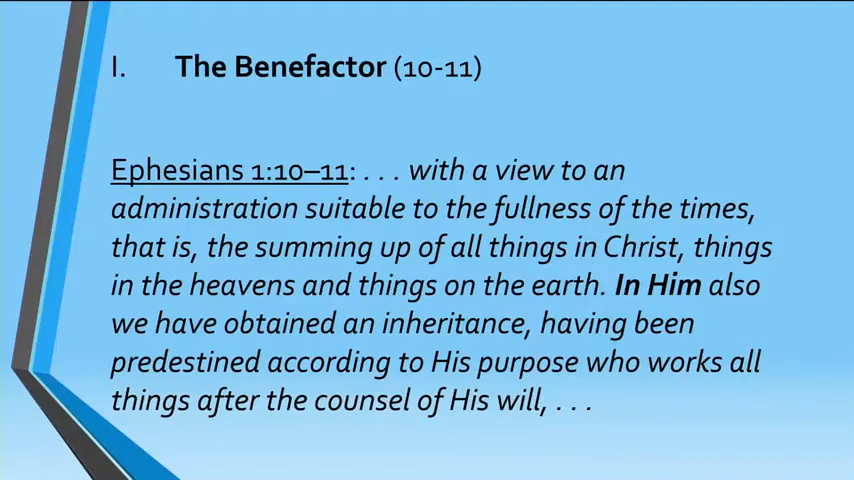 I. The Benefactor (10-11)
Ephesians 1:10–11: . . . with a view to an
administration suitable to the fullness of the times,
that is, the summing up of all things in Christ, things
in the heavens and things on the earth. In Him also
we have obtained an inheritance, having been
predestined according to His purpose who works all
things after the counsel of His will, . . .